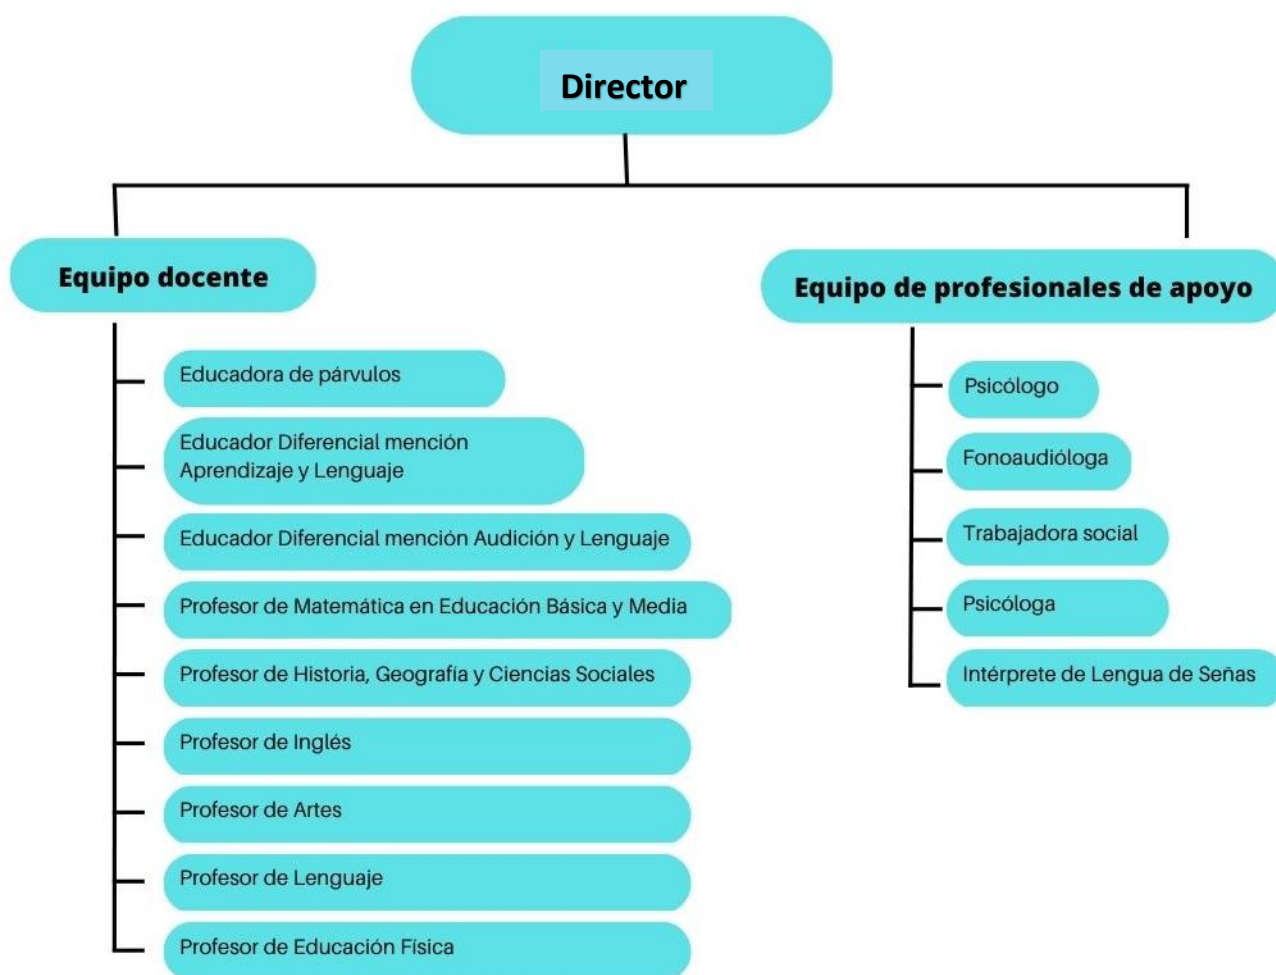 Director
Equipo docente
Educadora de párvulos
Educador Diferencial mención
Aprendizaje y Lenguaje
Educador Diferencial mención Audición y Lenguaje
Profesor de Matemática en Educación Básica y Media
Profesor de Historia, Geografía y Ciencias Sociales
Profesor de Inglés
Profesor de Artes
Profesor de Lenguaje
Profesor de Educación Física
Equipo de profesionales de apoyo
Psicólogo
Fonoaudióloga
Trabajadora social
Psicóloga
Intérprete de Lengua de Señas